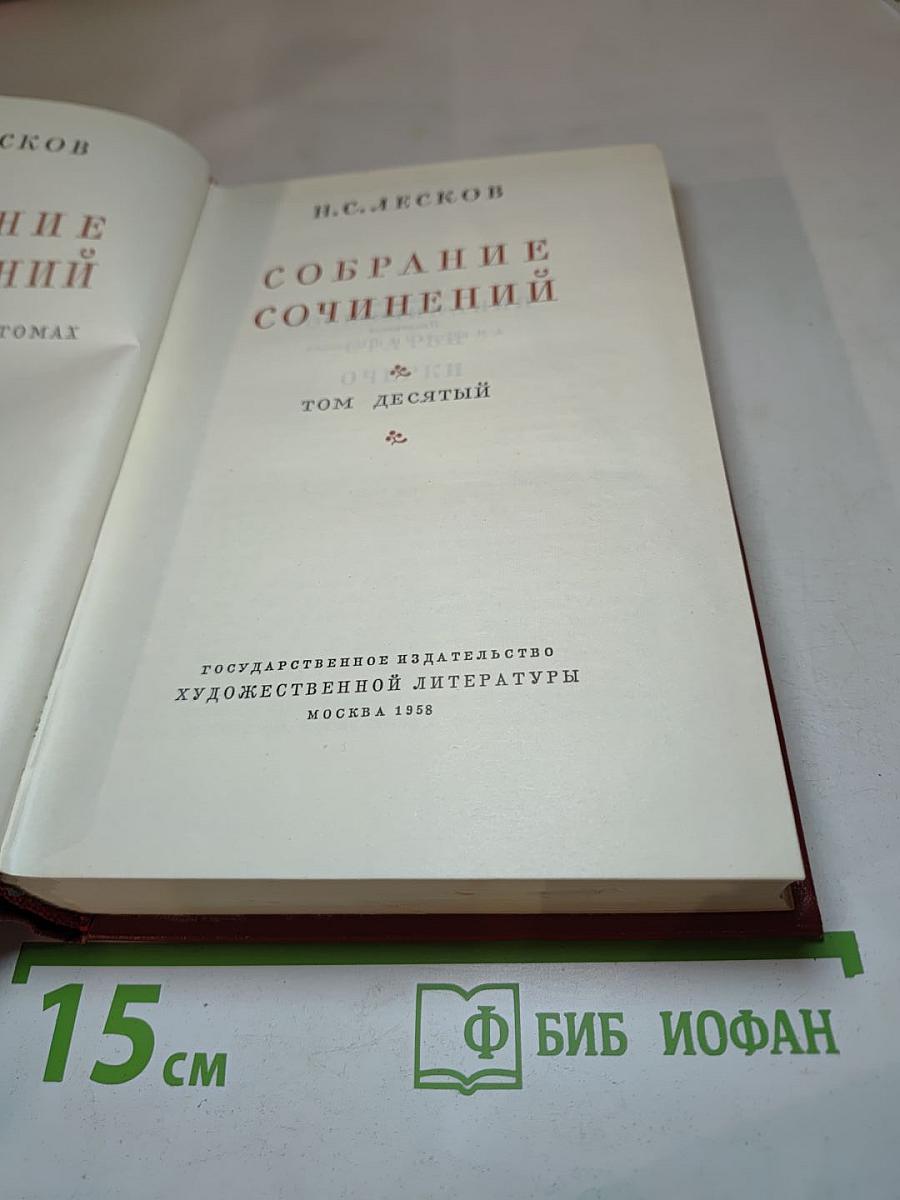 СКОВ
НИЕ
НИЙ
ТОМАХ
Н. С. ЛЕСКОВ
СОБРАНИЕ
СОЧИНЕНИЙ
ТОМ ДЕСЯТЫЙ
ГОСУДАРСТВЕННОЕ ИЗДАТЕЛЬСТВО
ХУДОЖЕСТВЕННОЙ ЛИТЕРАТУРЫ
МОСКВА 1958
15 см
Ф БИБ ИОФАН